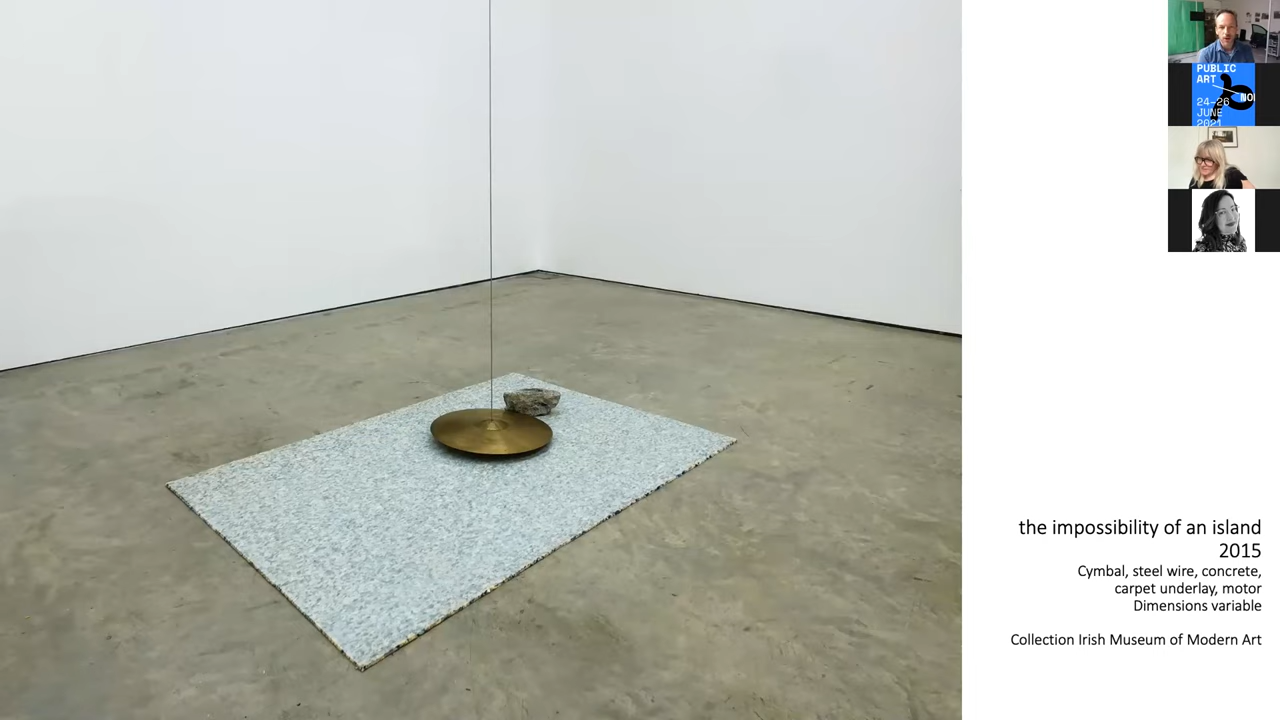 PUBLIC
ART
NO
24–26
JUNE
2021
the impossibility of an island
2015
Cymbal, steel wire, concrete,
carpet underlay, motor
Dimensions variable
Collection Irish Museum of Modern Art